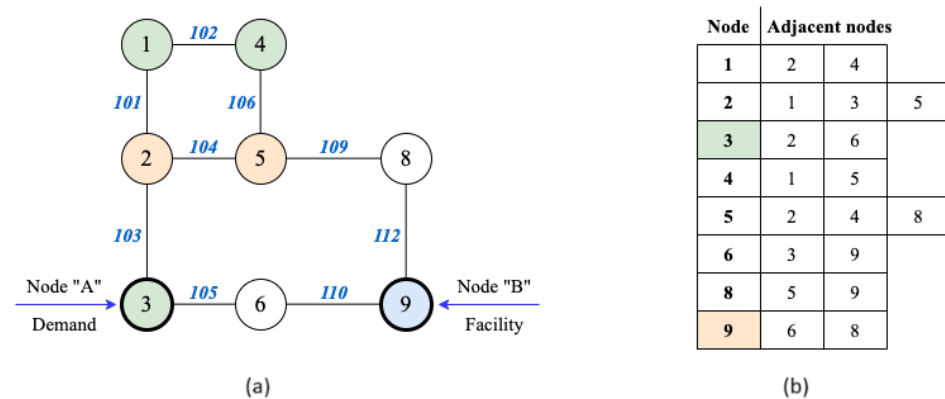 1 102 4
101 106
2 104 5 109 8
103 112
Node "A" Node "B"
3 105 6 110 9
Demand Facility
(a)
Node Adjacent nodes
1 2 4
2 1 3 5
3 2 6
4 1 5
5 2 4 8
6 3 9
8 5 9
9 6 8
(b)